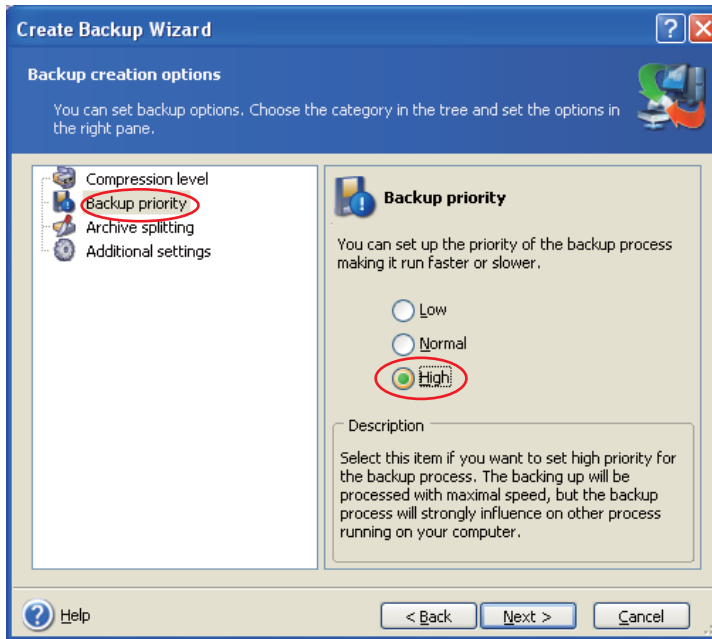 Create Backup Wizard
Backup creation options
You can set backup options. Choose the category in the tree and set the options in
the right pane.
Compression level
Backup priority
Archive splitting
Additional settings
Backup priority
You can set up the priority of the backup process
making it run faster or slower.
Low
Normal
High
Description
Select this item if you want to set high priority for
the backup process. The backing up will be
processed with maximal speed, but the backup
process will strongly influence on other process
running on your computer.
Help
< Back
Next >
Cancel